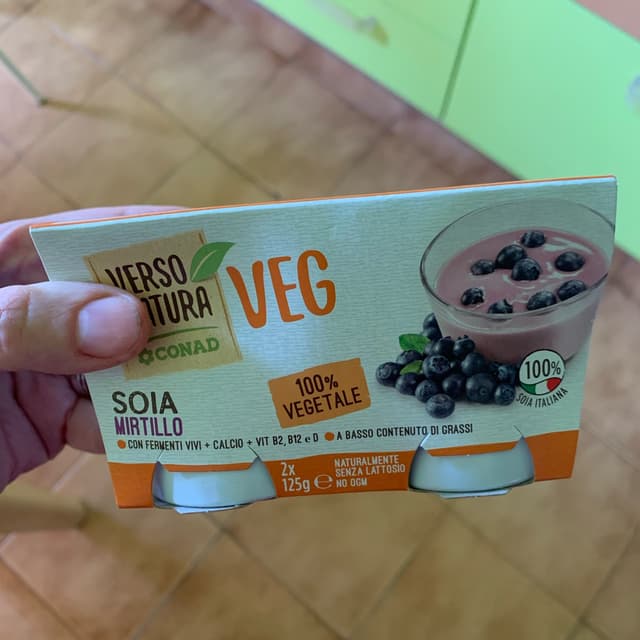 VERSO
VEG
CONAD
100%
VEGETALE
100%
SOIA ITALIANA
SOIA
MIRTILLO
CON FERMENTI VIVI + CALCIO + VIT B2, B12 e D
A BASSO CONTENUTO DI GRASSI
2x
125g ℮
NATURALMENTE
SENZA LATTOSIO
NO OGM